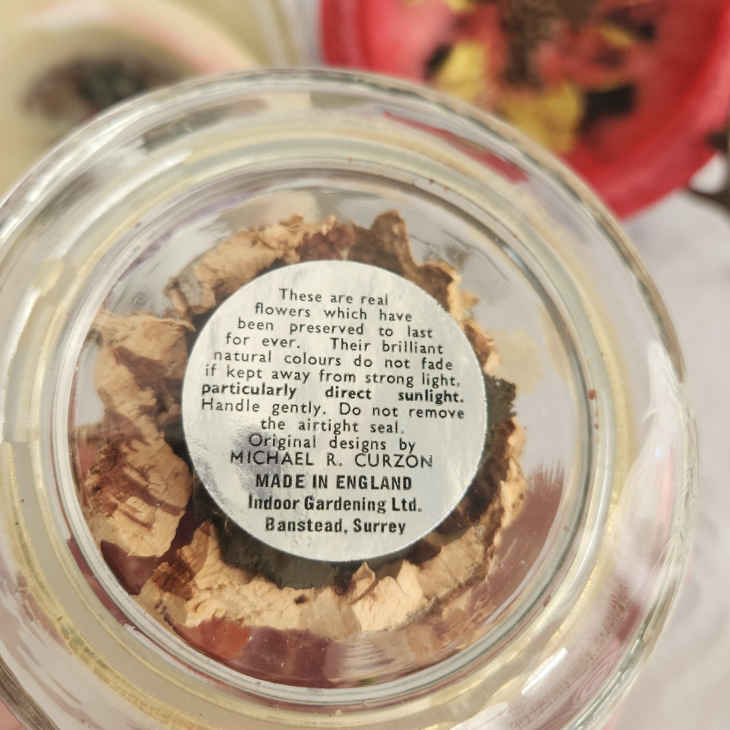 These are real
flowers which have
been preserved to last
for ever. Their brilliant
natural colours do not fade
if kept away from strong light,
particularly direct sunlight.
Handle gently. Do not remove
the airtight seal.
Original designs by
MICHAEL R. CURZON
MADE IN ENGLAND
Indoor Gardening Ltd.
Banstead, Surrey